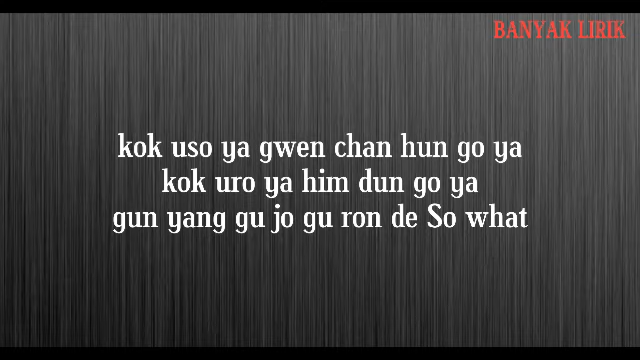 BANYAK LIRIK
kok uso ya gwen chan hun go ya
kok uro ya him dun go ya
gun yang gu jo gu ron de So what